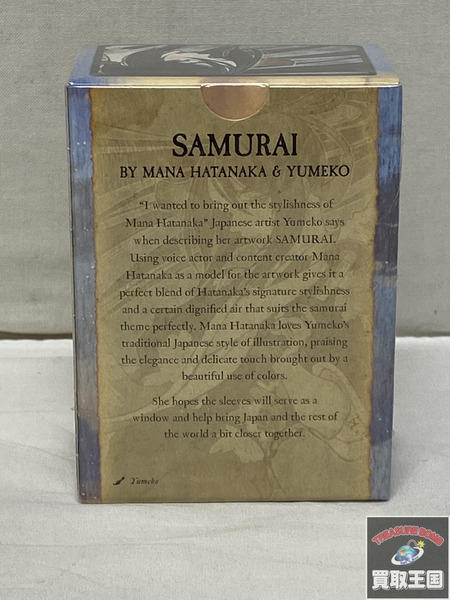 SAMURAI
BY MANA HATANAKA & YUMEKO
"I wanted to bring out the stylishness of
Mana Hatanaka" Japanese artist Yumeko says
when describing her artwork SAMURAI.
Using voice actor and content creator Mana
Hatanaka as a model for the artwork gives it a
perfect blend of Hatanaka's signature stylishness
and a certain dignified air that suits the samurai
theme perfectly. Mana Hatanaka loves Yumeko's
traditional Japanese style of illustration, praising
the elegance and delicate touch brought out by a
beautiful use of colors.
She hopes the sleeves will serve as a
window and help bring Japan and the rest of
the world a bit closer together.
Yumeko
TREASURE BOMB
買取王国